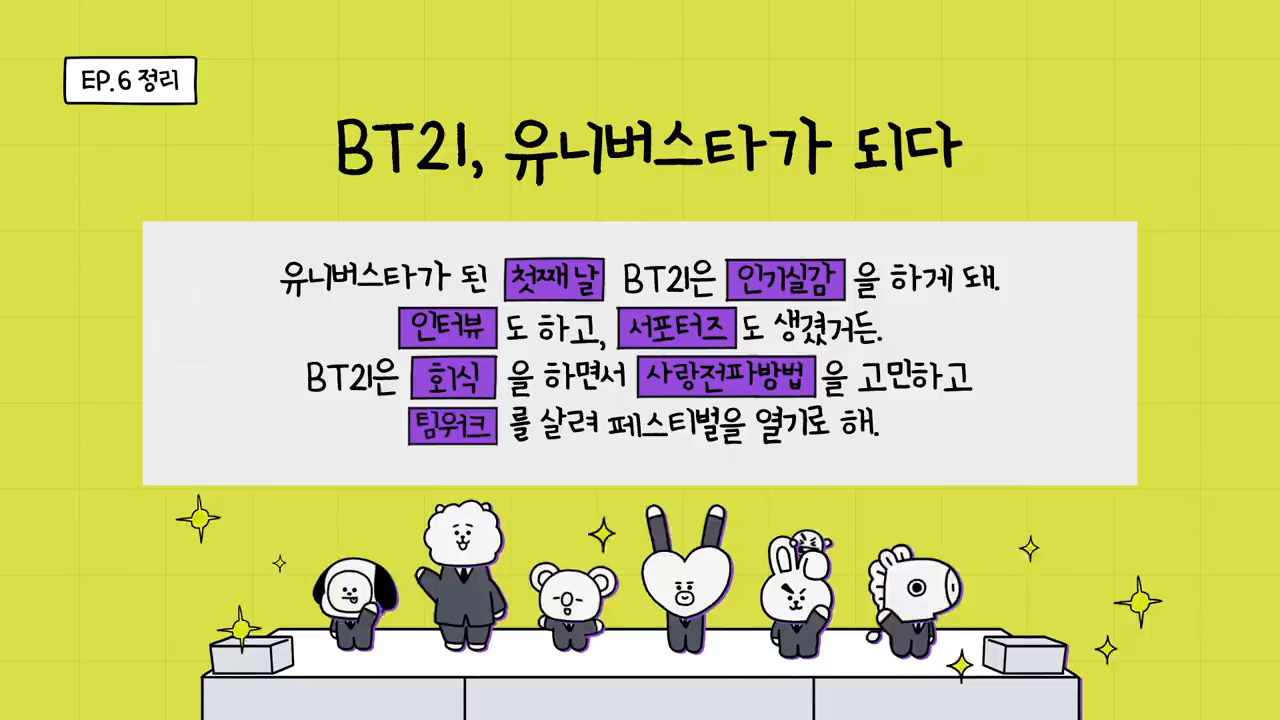 EP.6 정리
BT21, 유니버스타가 되다
유니버스타가 된 첫째 날 BT21은 인기실감을 하게 돼.
인터뷰도 하고, 서포터즈도 생겼거든.
BT21은 회식을 하면서 사랑전파방법을 고민하고
팀워크를 살려 페스티벌을 열기로 해.